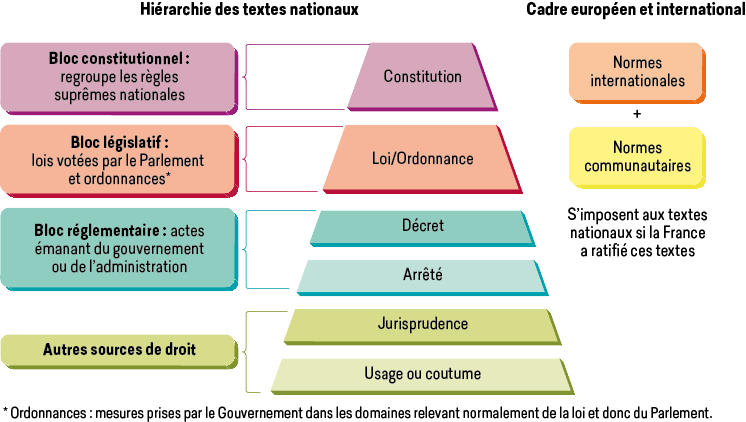 Hiérarchie des textes nationaux
Cadre européen et international
Bloc constitutionnel :
regroupe les règles
suprêmes nationales
Constitution
Normes
internationales
+
Bloc législatif :
lois votées par le Parlement
et ordonnances*
Loi/Ordonnance
Normes
communautaires
Bloc réglementaire : actes
émanant du gouvernement
ou de l'administration
Décret
Arrêté
S'imposent aux textes
nationaux si la France
a ratifié ces textes
Autres sources de droit
Jurisprudence
Usage ou coutume
* Ordonnances : mesures prises par le Gouvernement dans les domaines relevant normalement de la loi et donc du Parlement.